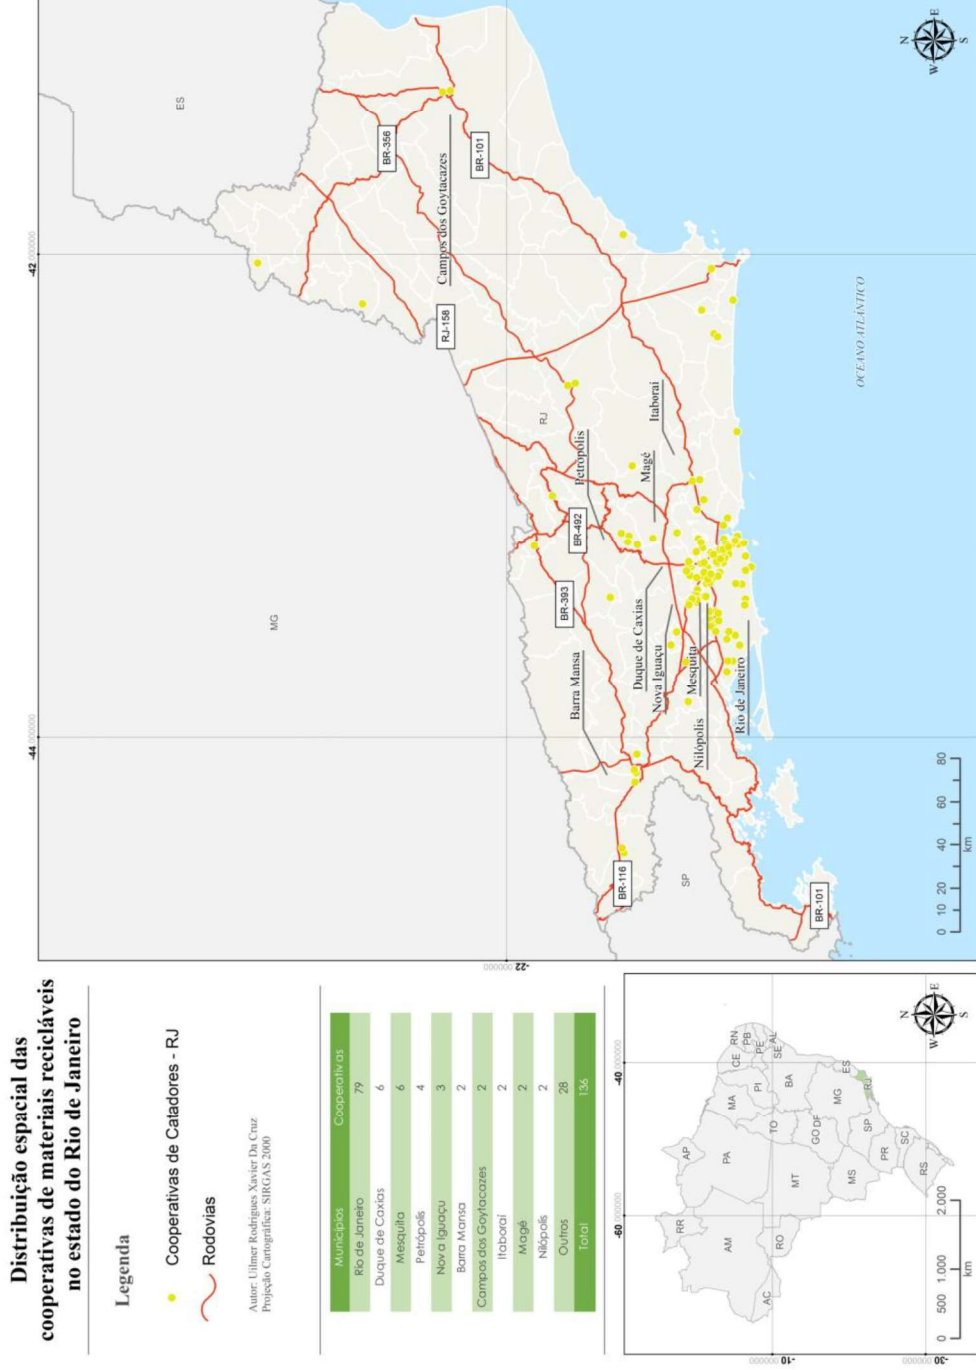 Distribuição espacial das
cooperativas de materiais recicláveis
no estado do Rio de Janeiro
Legenda
Cooperativas de Catadores - RJ
Rodovias
Autor: Uilmer Rodrigues Xavier Da Cruz
Projeção Cartográfica: SIRGAS 2000
Municípios Cooperativas
Rio de Janeiro 79
Duque de Caxias 6
Mesquita 6
Petrópolis 4
Nova Iguaçu 3
Barra Mansa 2
Campos dos Goytacazes 2
Itaboraí 2
Magé 2
Nilópolis 2
Outros 28
Total 136
-60,000000
-40,000000
-10,000000
-30,000000
RR
AP
AM
PA
MA
CE
RN
PB
PE
AL
SE
PI
AC
RO
TO
BA
MT
GO
DF
MG
ES
MS
SP
RJ
PR
SC
RS
0 500 1.000 2.000
km
N
W E
S
-44,000000
-42,000000
-22,000000
ES
MG
RJ
SP
BR-356
BR-101
Campos dos Goytacazes
RJ-158
Petrópolis
Itaboraí
Magé
BR-492
BR-393
Barra Mansa
Duque de Caxias
Nova Iguaçu
Mesquita
Nilópolis
Rio de Janeiro
BR-116
BR-101
OCEANO ATLÂNTICO
0 10 20 40 60 80
km
N
W E
S